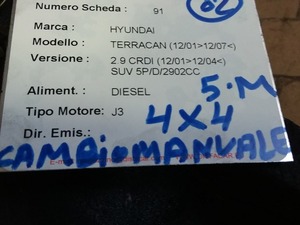 Numero Scheda : 91
02
Marca : HYUNDAI
Modello : TERRACAN (12/01>12/07<)
Versione : 2 9 CRDI (12/01>12/04<)
SUV 5P/D/2902CC
Aliment. : DIESEL
5.M
Tipo Motore: J3
4X4
Dir. Emis.:
CAMBIOMANVALE